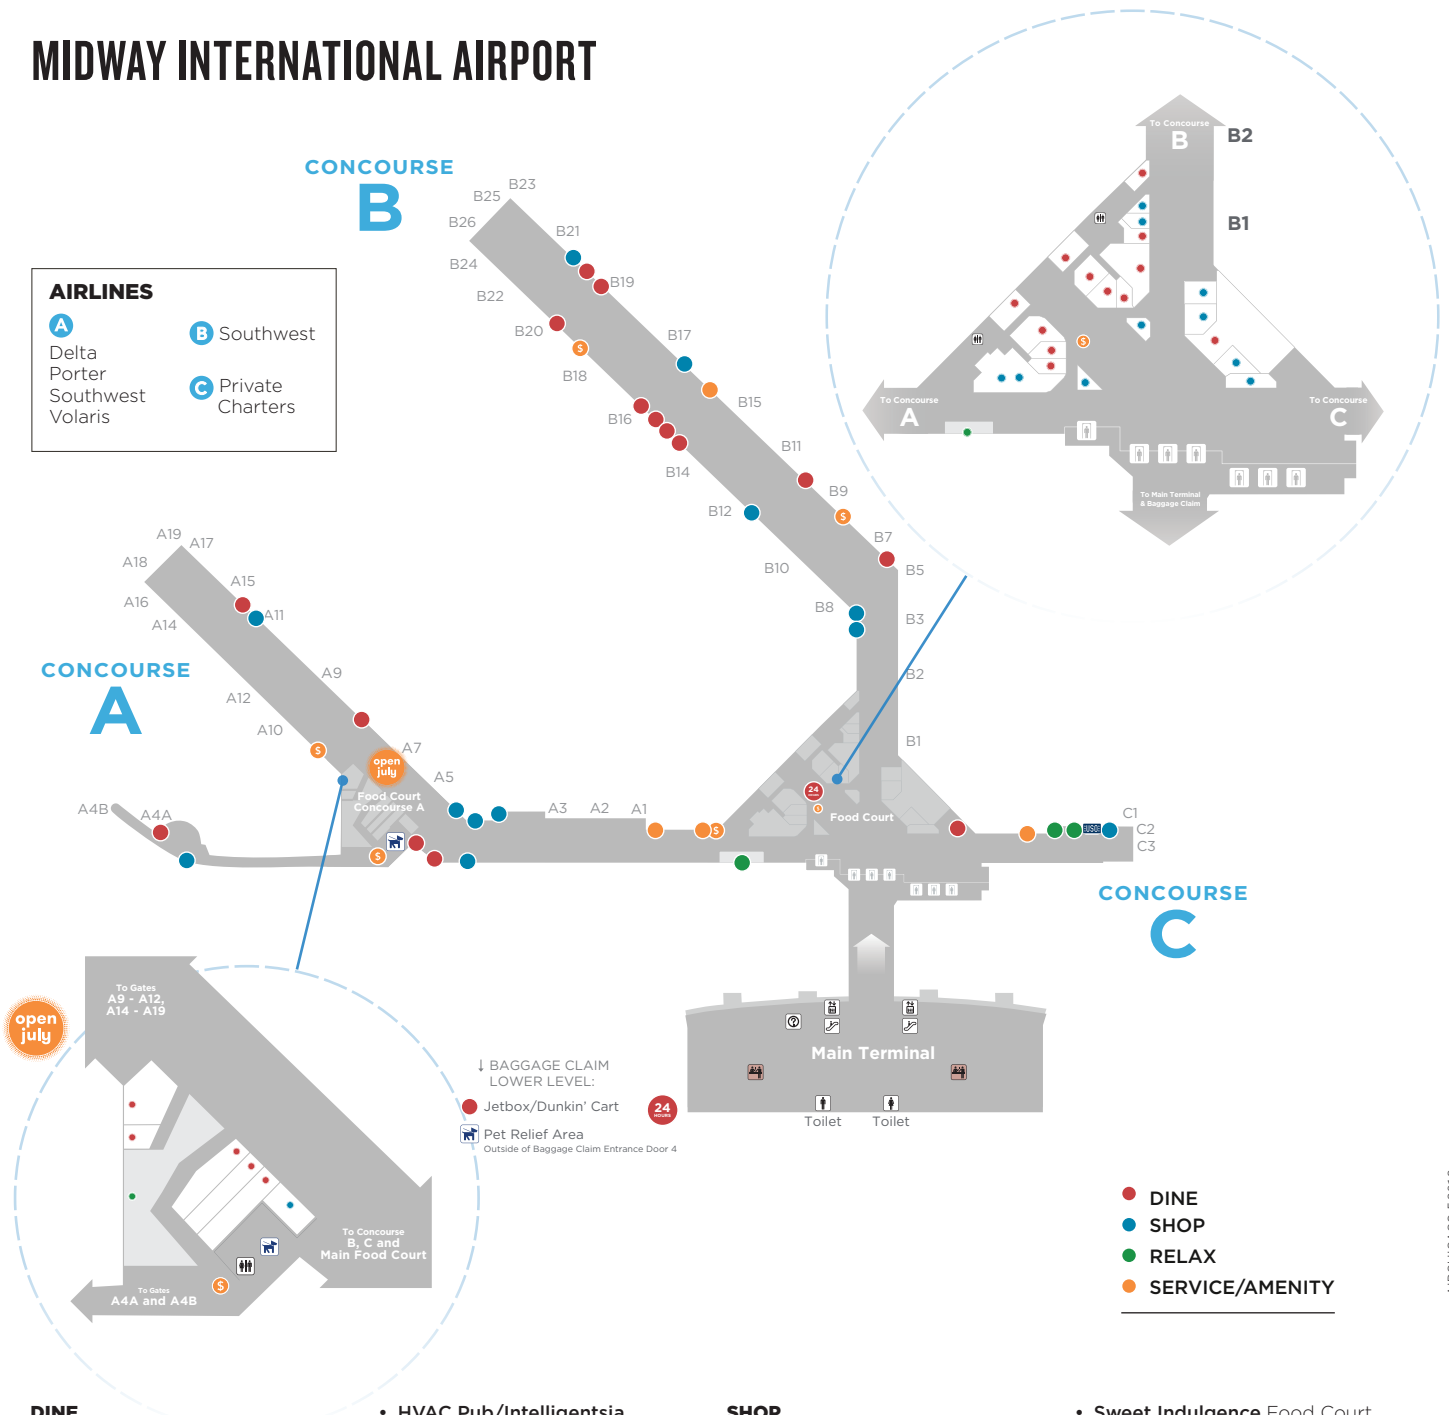 MIDWAY INTERNATIONAL AIRPORT
CONCOURSE
B
AIRLINES
A
Delta
Porter
Southwest
Volaris
B Southwest
C Private
Charters
B23
B25
B26
B24
B22
B21
B19
B20
B18
B17
B16
B15
B14
B11
B12
B9
B10
B7
B5
B8
B3
B2
B1
To Concourse
B
B2
B1
To Concourse
A
To Concourse
C
To Main Terminal
& Baggage Claim
$
$
$
A19
A17
A18
A15
A16
A11
A14
CONCOURSE
A
A9
A12
A10
A7
A5
$
open
july
Food Court
Concourse A
A4B
A4A
A3
A2
A1
$
$
24
HOURS
$
Food Court
USO
C1
C2
C3
CONCOURSE
C
To Gates
A9 - A12,
A14 - A19
open
july
To Concourse
B, C and
Main Food Court
To Gates
A4A and A4B
$
↓ BAGGAGE CLAIM
LOWER LEVEL:
Jetbox/Dunkin' Cart
24
HOURS
Pet Relief Area
Outside of Baggage Claim Entrance Door 4
?
Main Terminal
Toilet
Toilet
DINE
SHOP
RELAX
SERVICE/AMENITY
DINE
• HVAC Pub/Intelligentsia
SHOP
• Sweet Indulgence Food Court